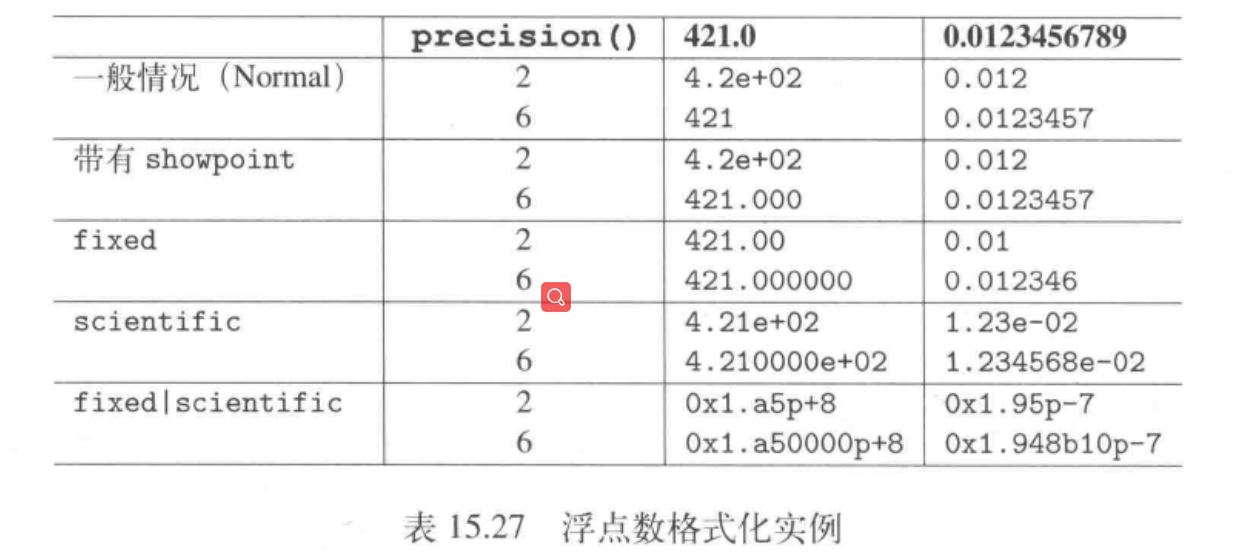 precision() 421.0 0.0123456789
一般情况（Normal） 2 4.2e+02 0.012
6 421 0.0123457
带有 showpoint 2 4.2e+02 0.012
6 421.000 0.0123457
fixed 2 421.00 0.01
6 421.000000 0.012346
scientific 2 4.21e+02 1.23e-02
6 4.210000e+02 1.234568e-02
fixed|scientific 2 0x1.a5p+8 0x1.95p-7
6 0x1.a50000p+8 0x1.948b10p-7
表 15.27 浮点数格式化实例